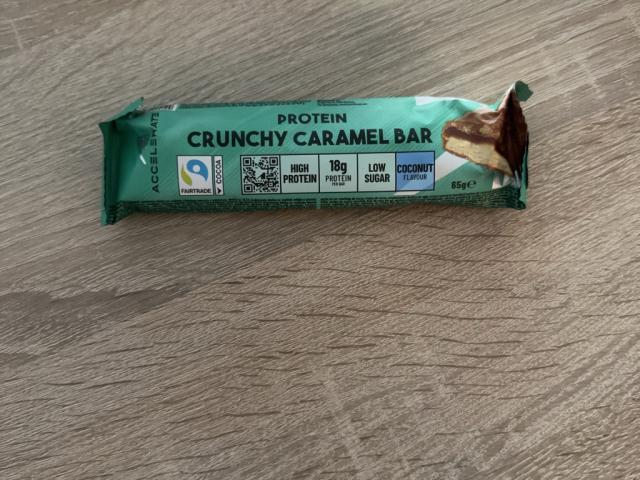 ACCELERATE
PROTEIN
CRUNCHY CARAMEL BAR
FAIRTRADE
COCOA
HIGH
PROTEIN
18g
PROTEIN
PER BAR
LOW
SUGAR
COCONUT
FLAVOUR
65g℮